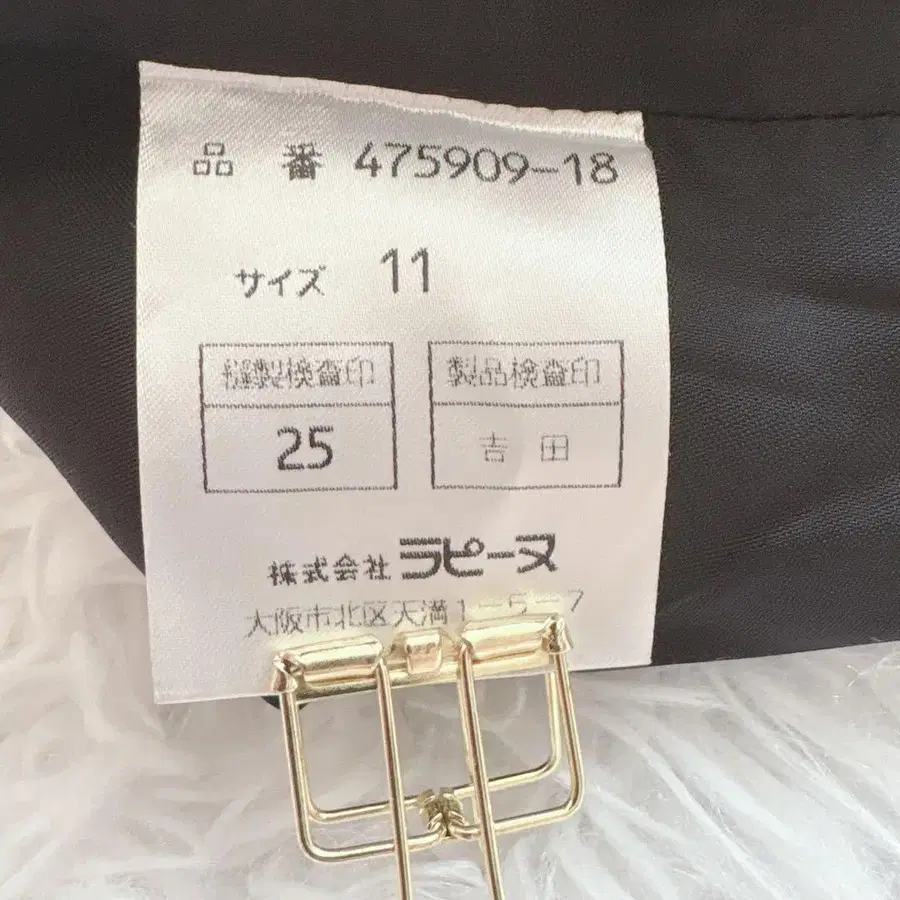 品番 475909-18
サイズ 11
縫製検査印 製品検査印
25 吉田
株式会社 ラピーヌ
大阪市北区天満1-5-7